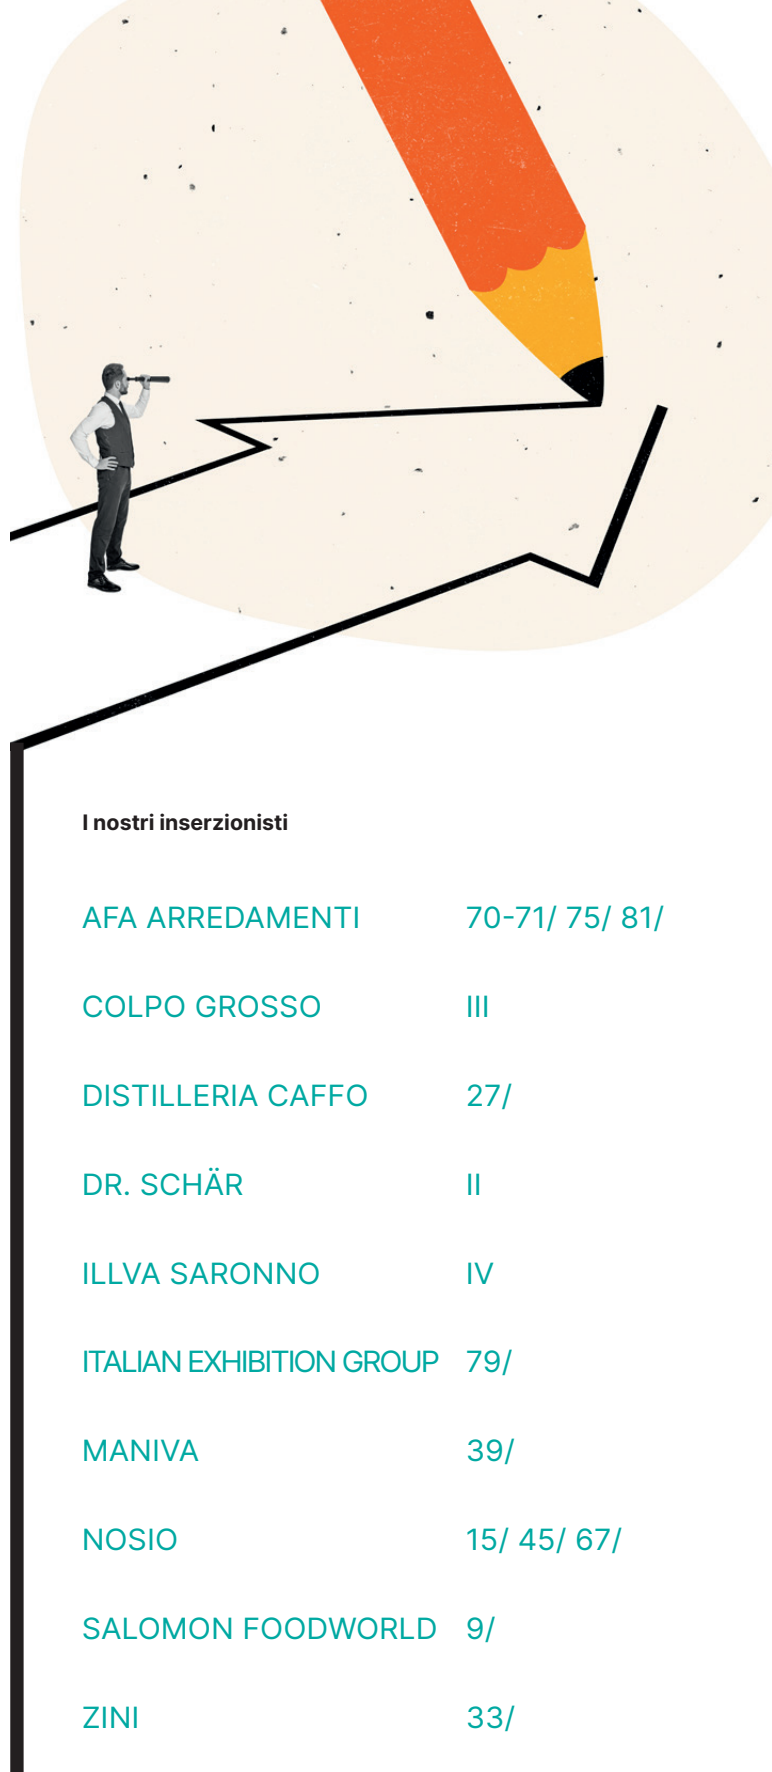 I nostri inserzionisti
AFA ARREDAMENTI 70-71/ 75/ 81/
COLPO GROSSO III
DISTILLERIA CAFFO 27/
DR. SCHÄR II
ILLVA SARONNO IV
ITALIAN EXHIBITION GROUP 79/
MANIVA 39/
NOSIO 15/ 45/ 67/
SALOMON FOODWORLD 9/
ZINI 33/